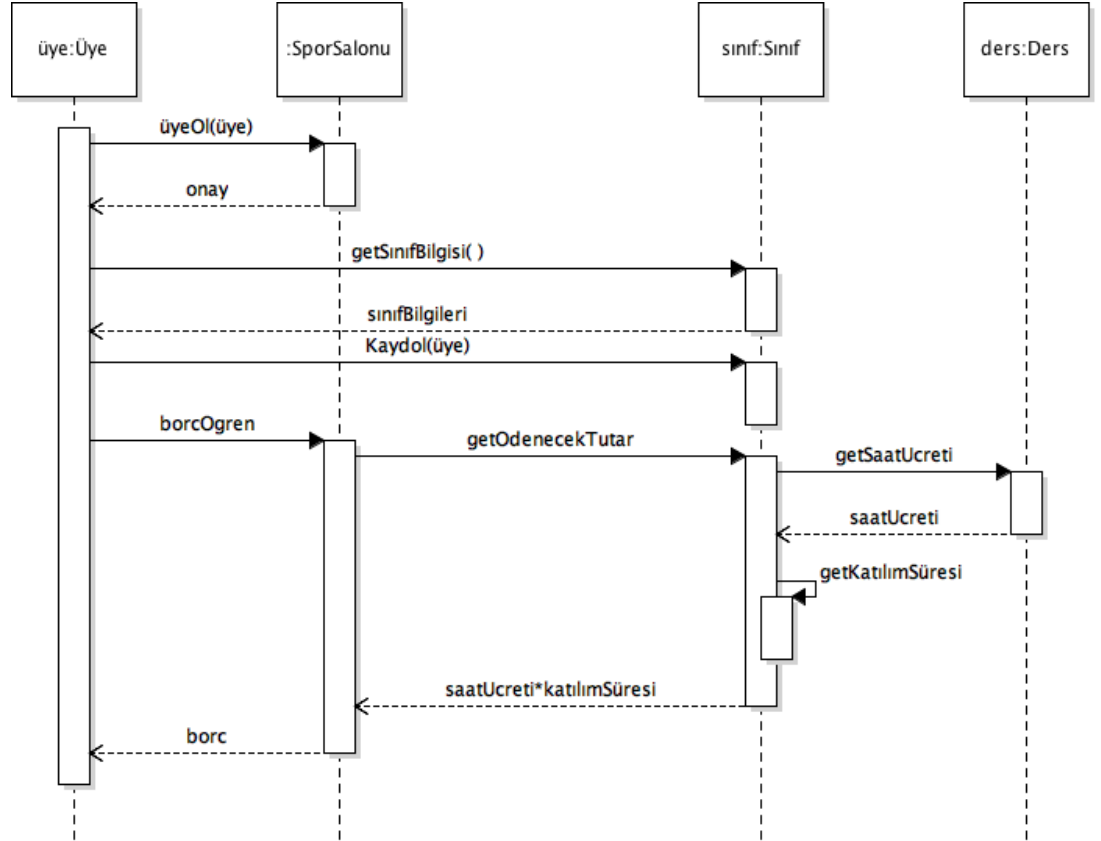 üye:Üye
:SporSalonu
sınıf:Sınıf
ders:Ders
üyeOl(üye)
onay
getSınıfBilgisi( )
sınıfBilgileri
Kaydol(üye)
borcOgren
getOdenecekTutar
getSaatUcreti
saatUcreti
getKatılımSüresi
saatUcreti*katılımSüresi
borc